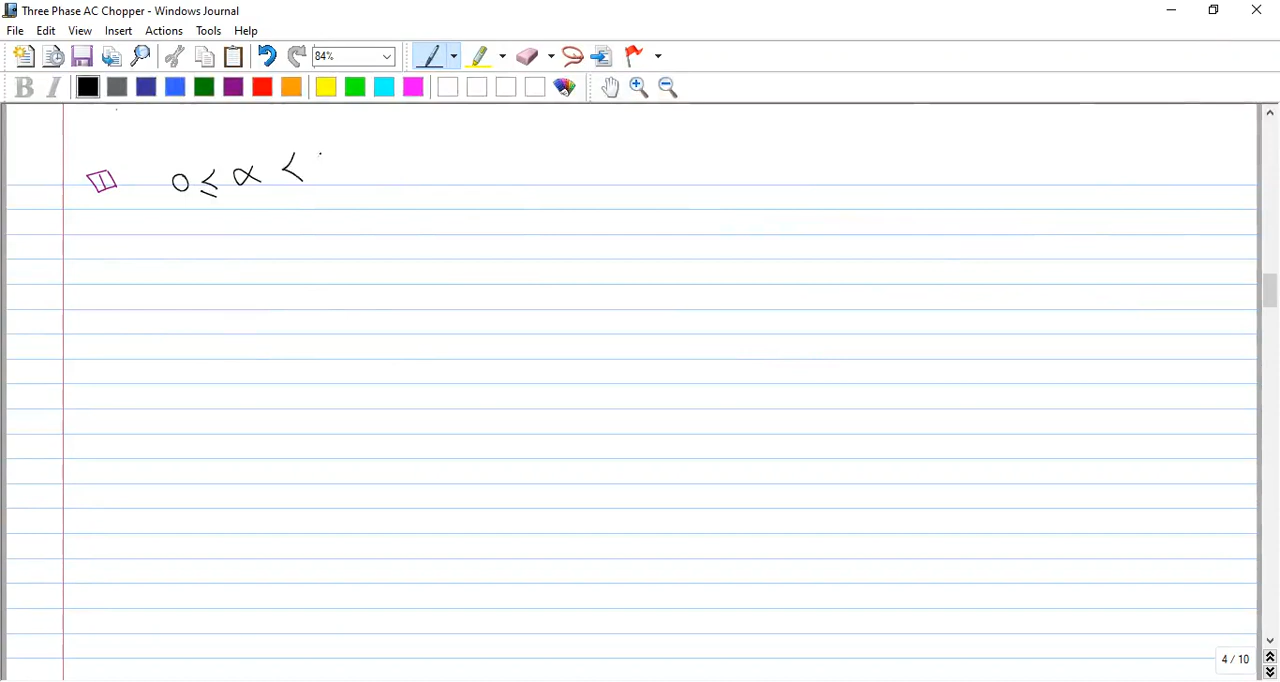 Three Phase AC Chopper - Windows Journal
File Edit View Insert Actions Tools Help
84%
B I
I 0 ≤ α <
4 / 10